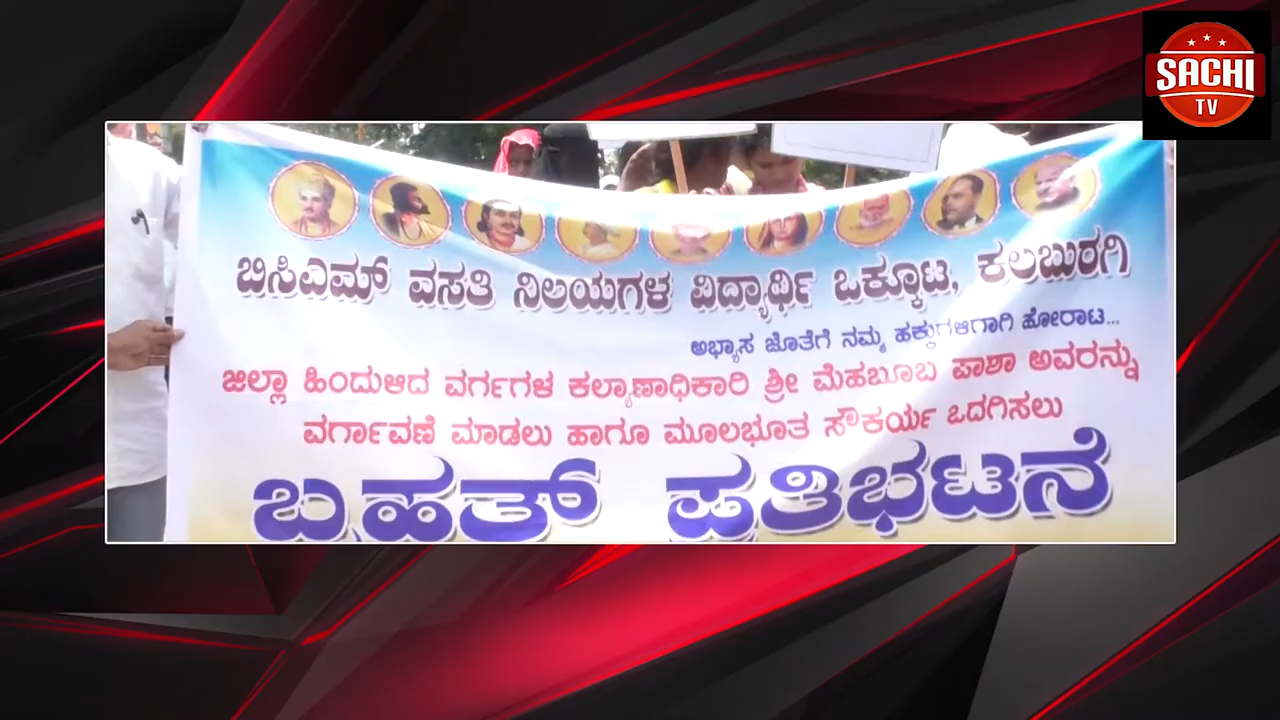 SACHI
TV
ಬಿಸಿಎಮ್ ವಸತಿ ನಿಲಯಗಳ ವಿದ್ಯಾರ್ಥಿ ಒಕ್ಕೂಟ, ಕಲಬುರಗಿ
ಅಭ್ಯಾಸ ಜೊತೆಗೆ ನಮ್ಮ ಹಕ್ಕುಗಳಿಗಾಗಿ ಹೋರಾಟ...
ಜಿಲ್ಲಾ ಹಿಂದುಳಿದ ವರ್ಗಗಳ ಕಲ್ಯಾಣಾಧಿಕಾರಿ ಶ್ರೀ ಮೆಹಬೂಬ ಪಾಶಾ ಅವರನ್ನು
ವರ್ಗಾವಣೆ ಮಾಡಲು ಹಾಗೂ ಮೂಲಭೂತ ಸೌಕರ್ಯ ಒದಗಿಸಲು
ಬೃಹತ್ ಪ್ರತಿಭಟನೆ